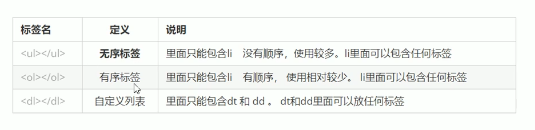 标签名 定义 说明
<ul></ul> 无序标签 里面只能包含li 没有顺序，使用较多。li里面可以包含任何标签
<ol></ol> 有序标签 里面只能包含li 有顺序， 使用相对较少。 li里面可以包含任何标签
<dl></dl> 自定义列表 里面只能包含dt 和 dd 。 dt和dd里面可以放任何标签